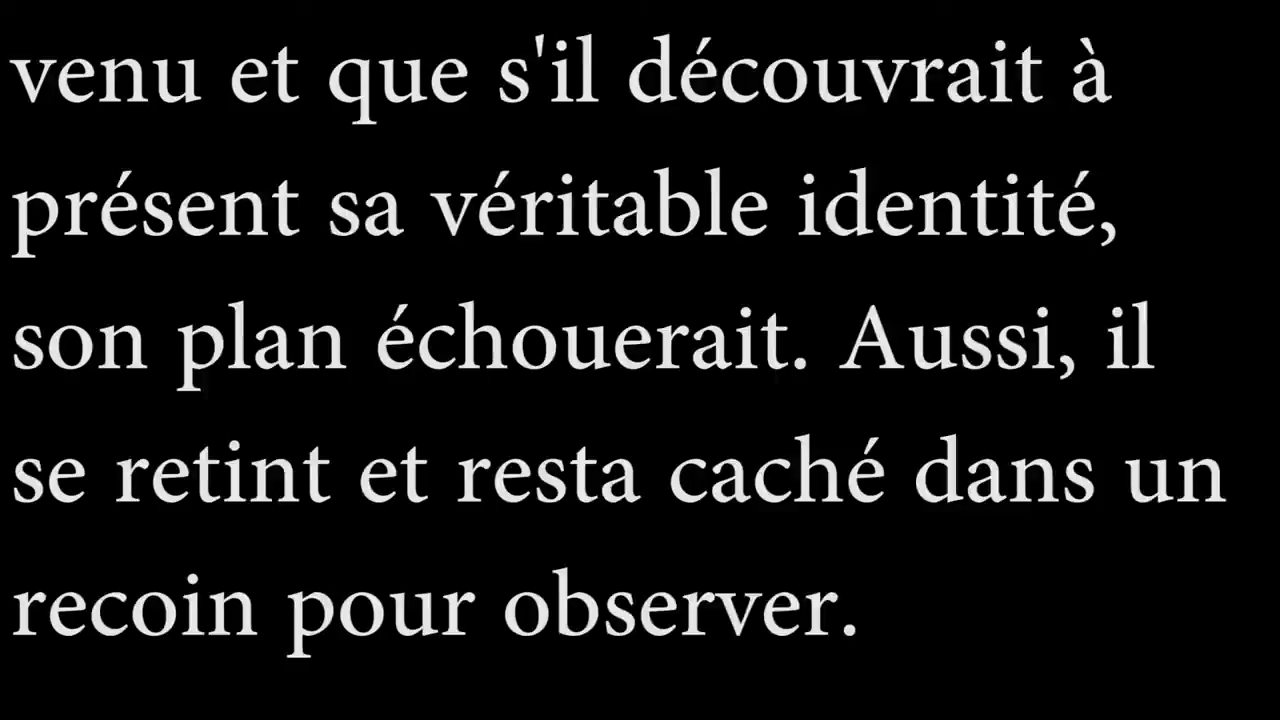 venu et que s'il découvrait à
présent sa véritable identité,
son plan échouerait. Aussi, il
se retint et resta caché dans un
recoin pour observer.